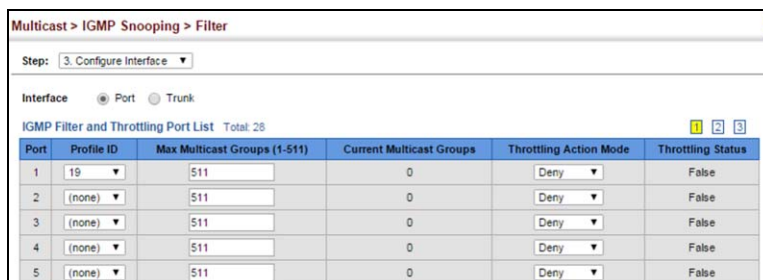 Multicast > IGMP Snooping > Filter
Step: 3. Configure Interface
Interface Port Trunk
IGMP Filter and Throttling Port List Total: 28 1 2 3
Port Profile ID Max Multicast Groups (1-511) Current Multicast Groups Throttling Action Mode Throttling Status
1 19 511 0 Deny False
2 (none) 511 0 Deny False
3 (none) 511 0 Deny False
4 (none) 511 0 Deny False
5 (none) 511 0 Deny False